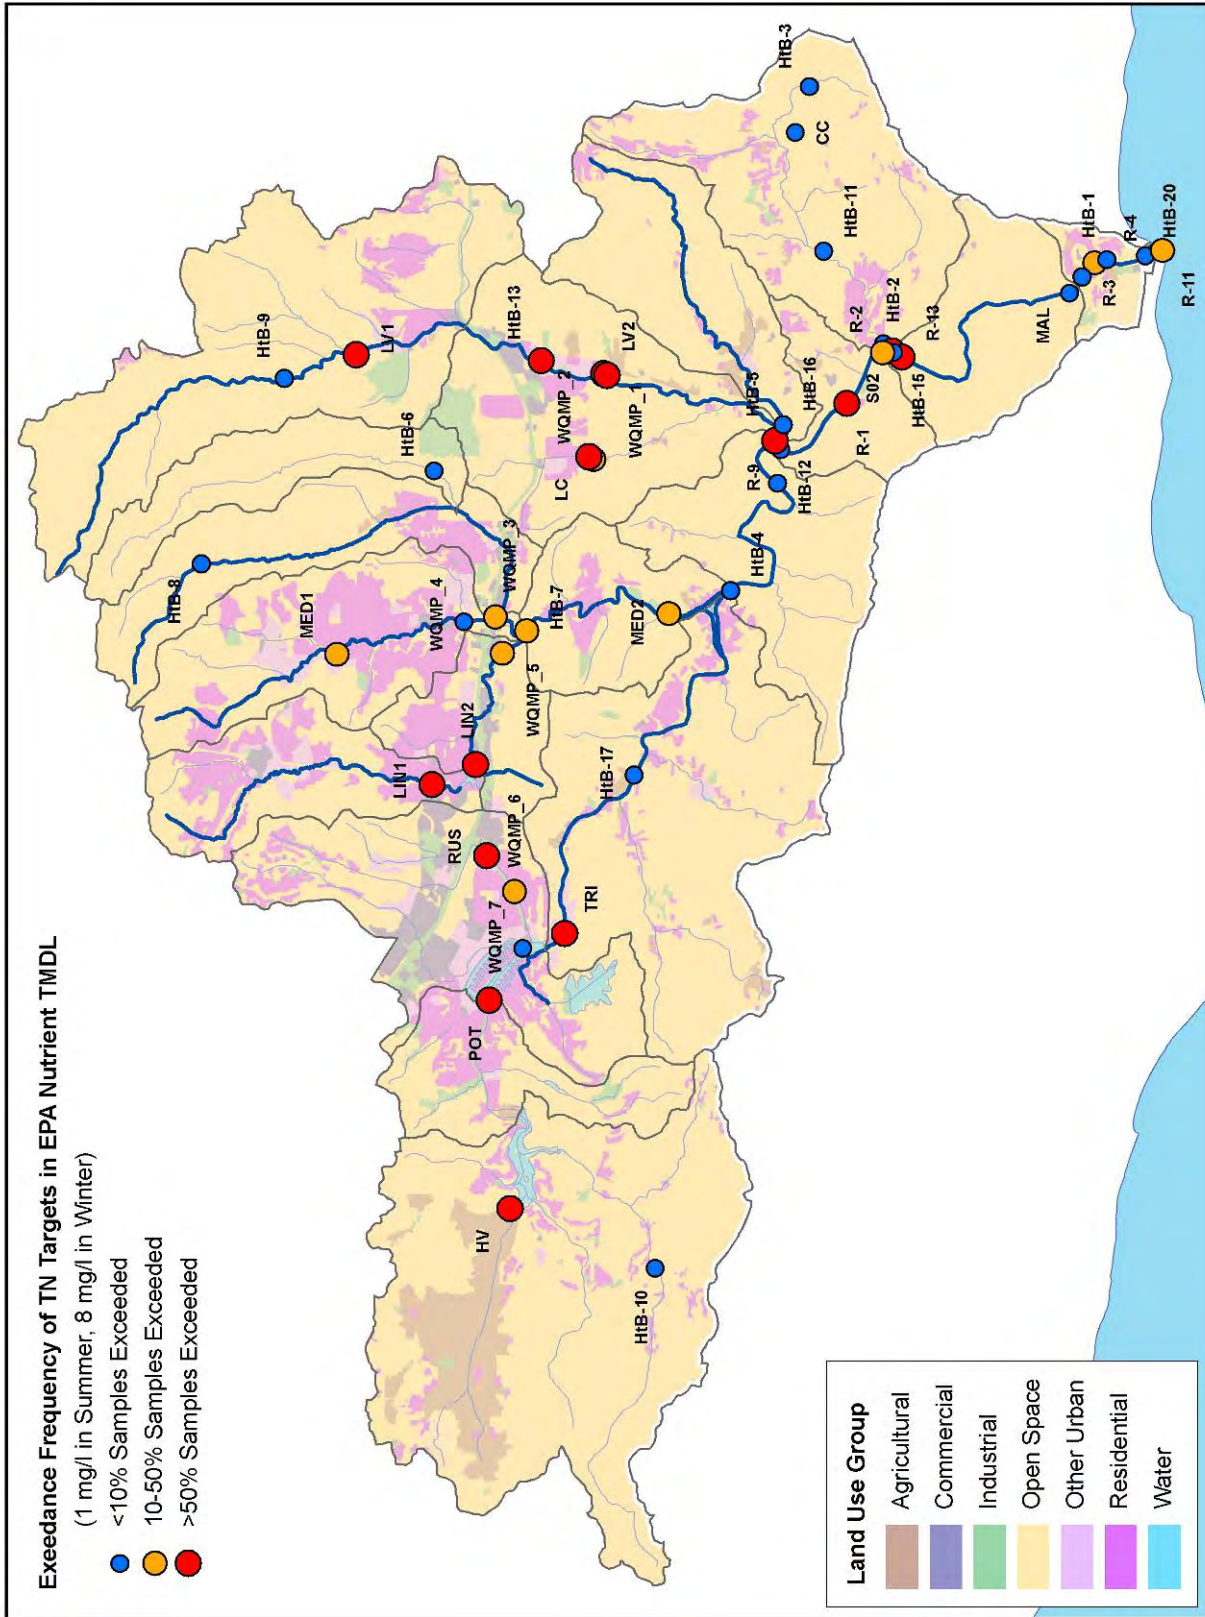 Exeedance Frequency of TN Targets in EPA Nutrient TMDL
(1 mg/l in Summer, 8 mg/l in Winter)
<10% Samples Exceeded
10-50% Samples Exceeded
>50% Samples Exceeded
HtB-9
LV1
HtB-8
HtB-6
MED1
WQMP_4
WQMP_3
HtB-13
LIN1
LIN2
WQMP_5
HtB-7
LC
WQMP_2
WQMP_1
LV2
RUS
WQMP_6
WQMP_7
POT
TRI
HV
HtB-10
HtB-17
MED2
HtB-4
HtB-5
HtB-16
R-9
HtB-12
HtB-3
CC
HtB-11
R-1
S02
R-2
HtB-2
R-13
HtB-15
MAL
R-3
HtB-1
R-4
HtB-20
R-11
Land Use Group
Agricultural
Commercial
Industrial
Open Space
Other Urban
Residential
Water